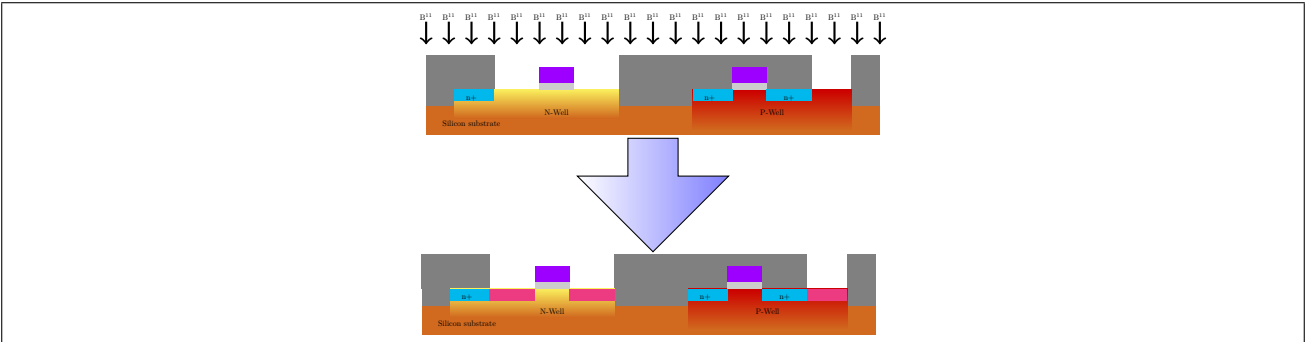 B¹¹ B¹¹ B¹¹ B¹¹ B¹¹ B¹¹ B¹¹ B¹¹ B¹¹ B¹¹ B¹¹ B¹¹ B¹¹ B¹¹ B¹¹ B¹¹ B¹¹ B¹¹ B¹¹ B¹¹ B¹¹
n+ n+ n+
N-Well P-Well
Silicon substrate
n+ n+ n+
N-Well P-Well
Silicon substrate